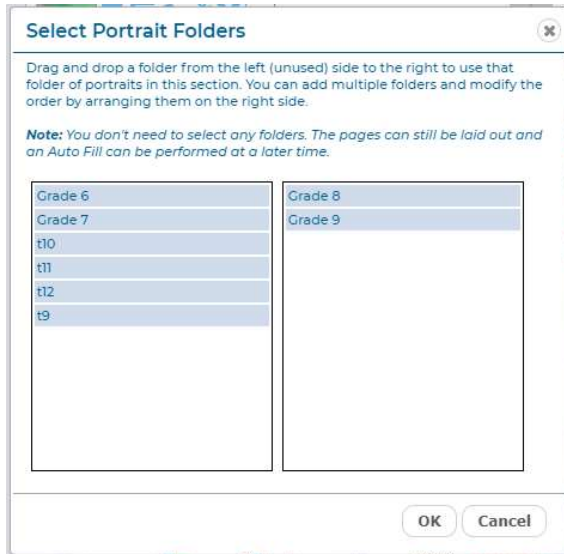 Select Portrait Folders
Drag and drop a folder from the left (unused) side to the right to use that
folder of portraits in this section. You can add multiple folders and modify the
order by arranging them on the right side.
Note: You don't need to select any folders. The pages can still be laid out and
an Auto Fill can be performed at a later time.
Grade 6
Grade 7
t10
t11
t12
t9
Grade 8
Grade 9
OK
Cancel